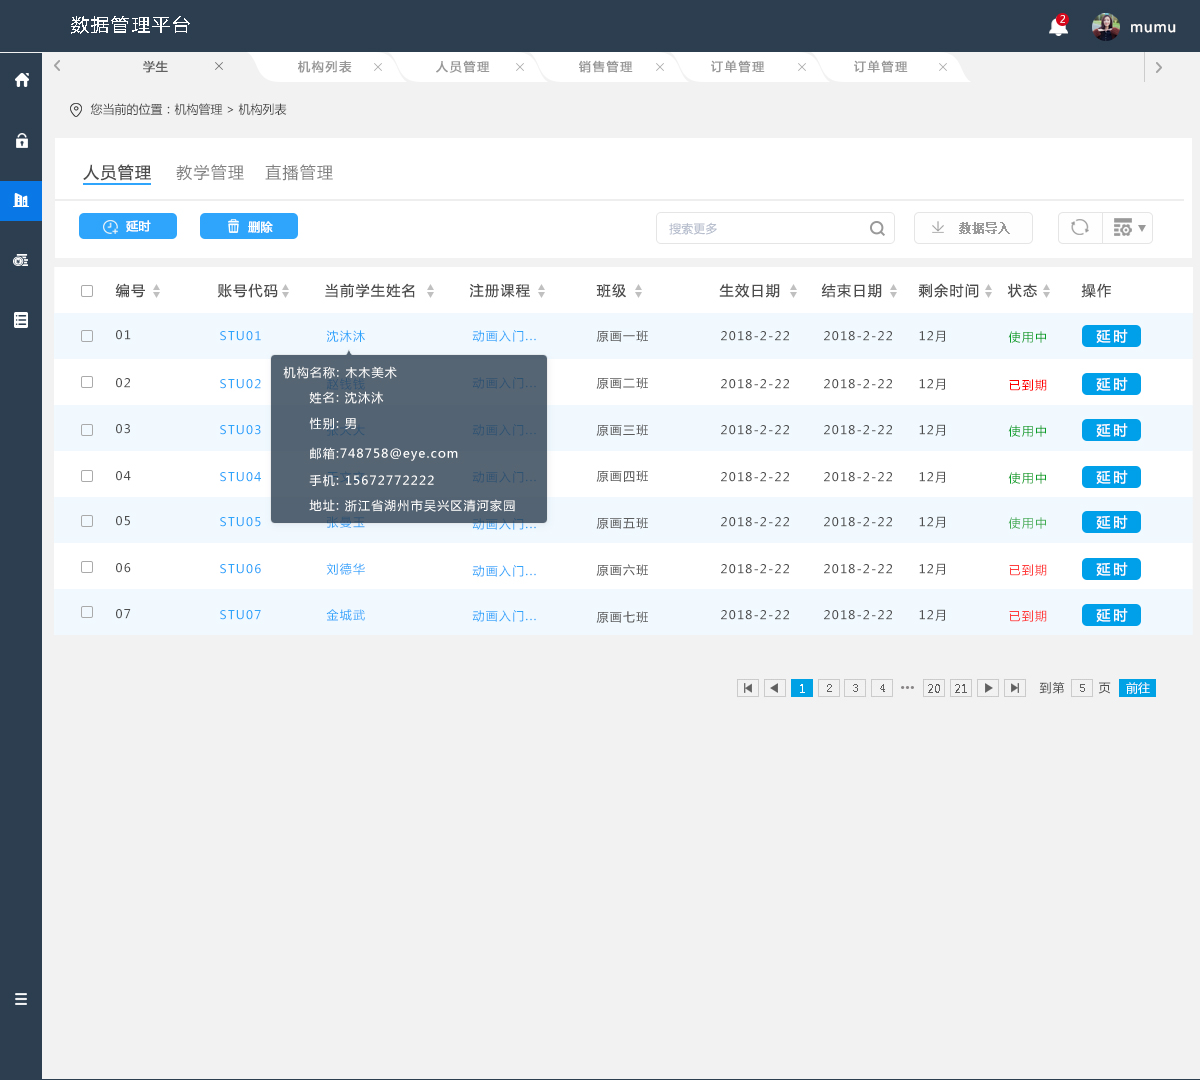 数据管理平台
2
mumu
学生 机构列表 人员管理 销售管理 订单管理 订单管理
您当前的位置：机构管理 > 机构列表
人员管理 教学管理 直播管理
延时 删除 搜索更多 数据导入
编号 账号代码 当前学生姓名 注册课程 班级 生效日期 结束日期 剩余时间 状态 操作
01 STU01 沈沐沐 动画入门... 原画一班 2018-2-22 2018-2-22 12月 使用中 延时
机构名称: 木木美术
姓名: 沈沐沐
性别: 男
邮箱:748758@eye.com
手机: 15672772222
地址: 浙江省湖州市吴兴区清河家园
02 STU02 动画入门... 原画二班 2018-2-22 2018-2-22 12月 已到期 延时
03 STU03 动画入门... 原画三班 2018-2-22 2018-2-22 12月 使用中 延时
04 STU04 动画入门... 原画四班 2018-2-22 2018-2-22 12月 使用中 延时
05 STU05 张曼玉 动画入门... 原画五班 2018-2-22 2018-2-22 12月 使用中 延时
06 STU06 刘德华 动画入门... 原画六班 2018-2-22 2018-2-22 12月 已到期 延时
07 STU07 金城武 动画入门... 原画七班 2018-2-22 2018-2-22 12月 已到期 延时
1 2 3 4 ••• 20 21 到第 5 页 前往